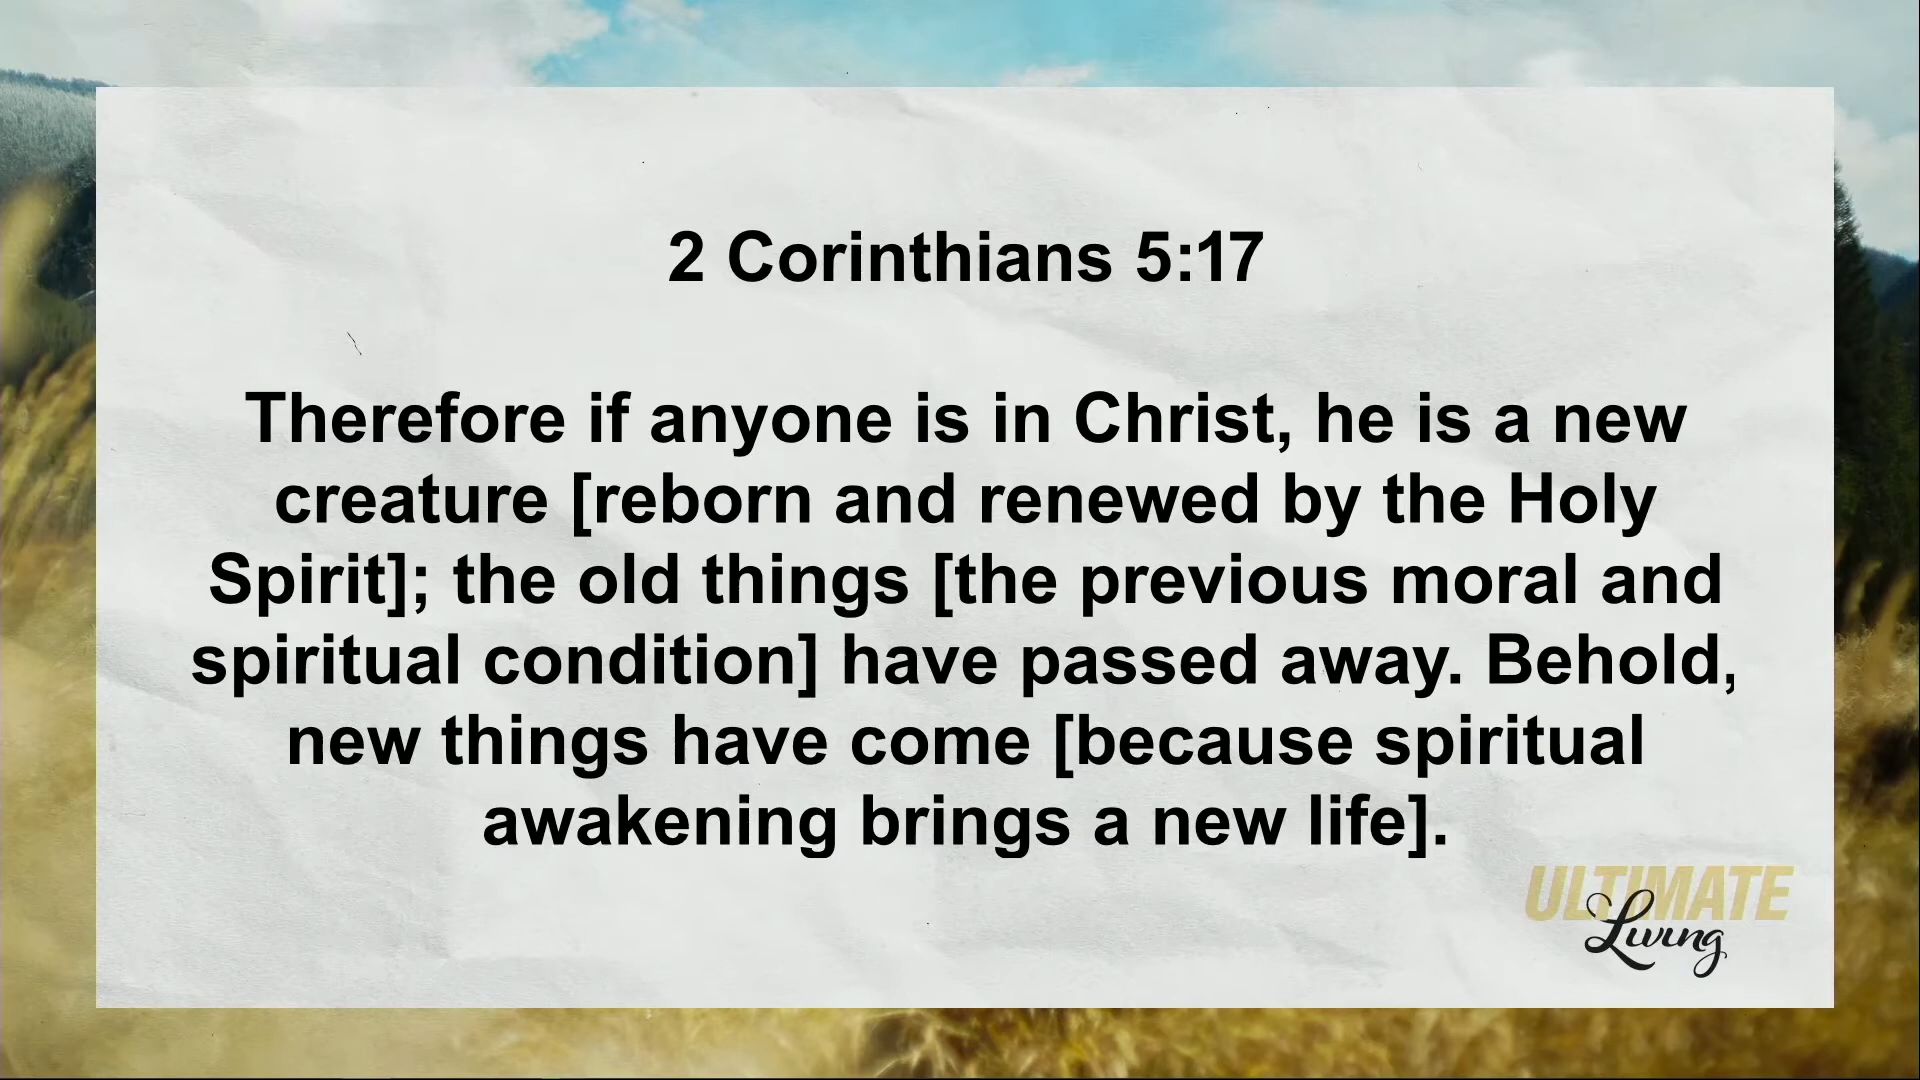 2 Corinthians 5:17
Therefore if anyone is in Christ, he is a new
creature [reborn and renewed by the Holy
Spirit]; the old things [the previous moral and
spiritual condition] have passed away. Behold,
new things have come [because spiritual
awakening brings a new life].
ULTIMATE
Living